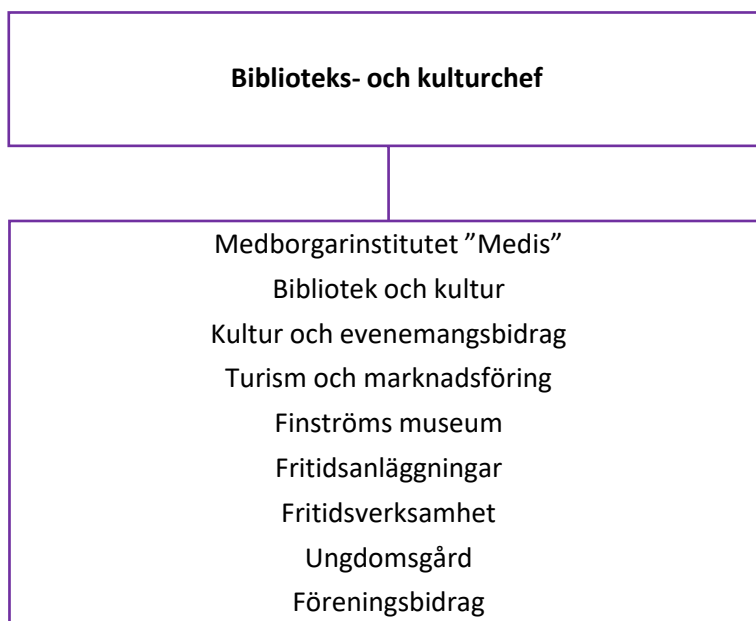 Biblioteks- och kulturchef
Medborgarinstitutet ”Medis”
Bibliotek och kultur
Kultur och evenemangsbidrag
Turism och marknadsföring
Finströms museum
Fritidsanläggningar
Fritidsverksamhet
Ungdomsgård
Föreningsbidrag